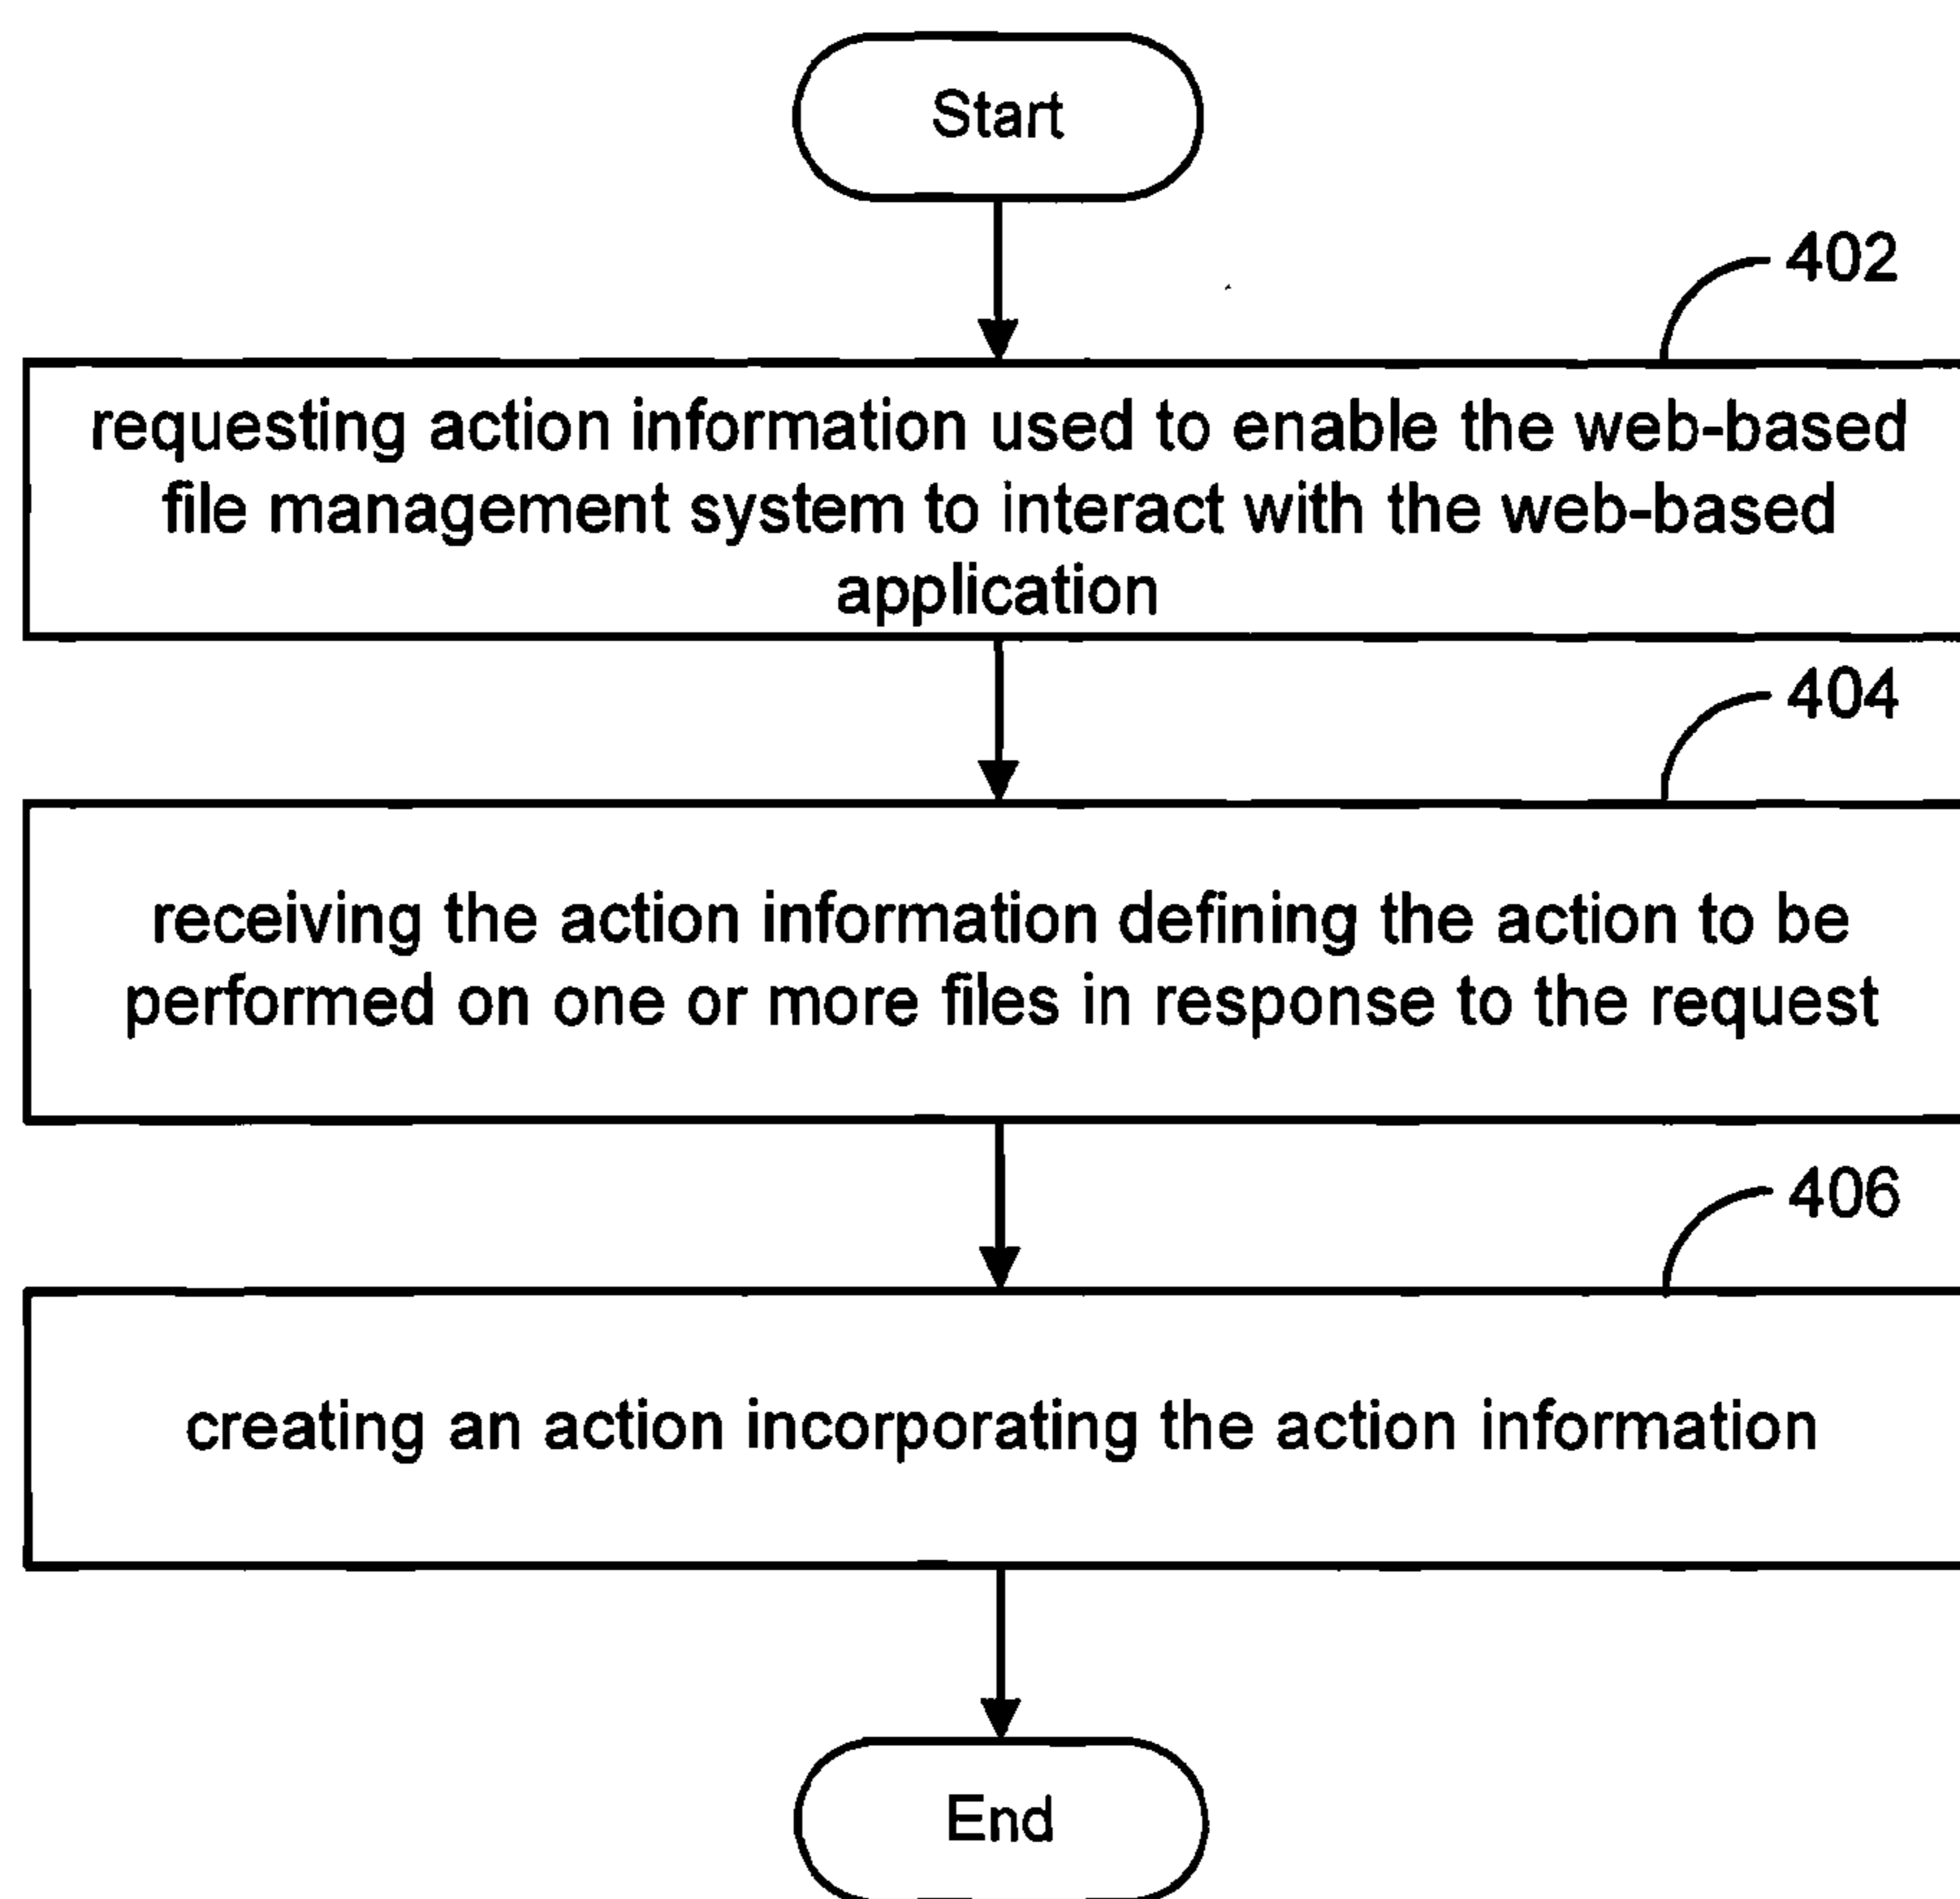 Start
402
requesting action information used to enable the web-based
file management system to interact with the web-based
application
404
receiving the action information defining the action to be
performed on one or more files in response to the request
406
creating an action incorporating the action information
End